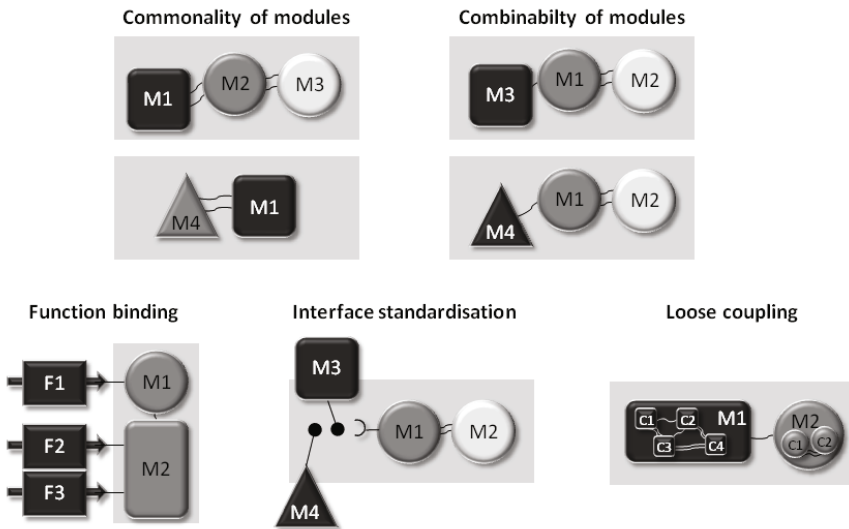 Commonality of modules
Combinabilty of modules
M1 M2 M3
M3 M1 M2
M4 M1
M4 M1 M2
Function binding
Interface standardisation
Loose coupling
F1 M1
F2
M2
F3
M3
M1 M2
M4
C1 C2 M1
C3 C4
M2
C1 C2